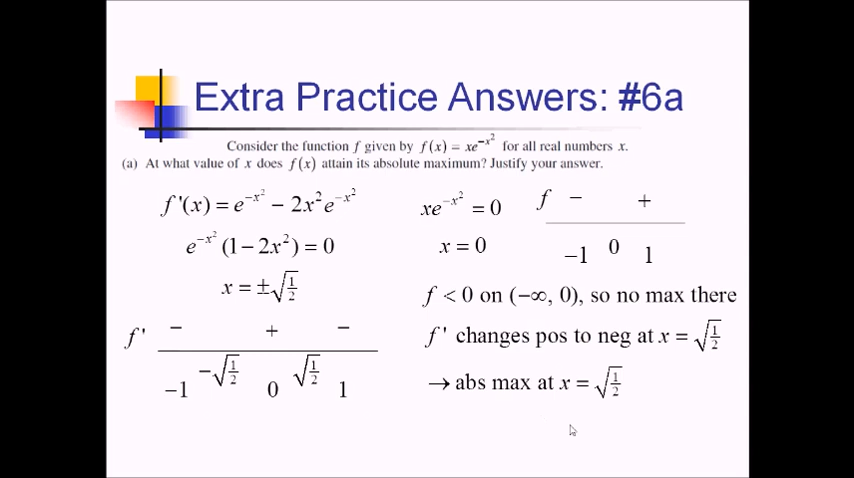 Extra Practice Answers: #6a
Consider the function f given by f(x) = xe^{-x^2} for all real numbers x.
(a) At what value of x does f(x) attain its absolute maximum? Justify your answer.
f'(x) = e^{-x^2} − 2x^2e^{-x^2}
e^{-x^2}(1 − 2x^2) = 0
x = ±√(1/2)
f' − + −
−1 −√(1/2) 0 √(1/2) 1
xe^{-x^2} = 0
x = 0
f − +
−1 0 1
f < 0 on (−∞, 0), so no max there
f' changes pos to neg at x = √(1/2)
→ abs max at x = √(1/2)